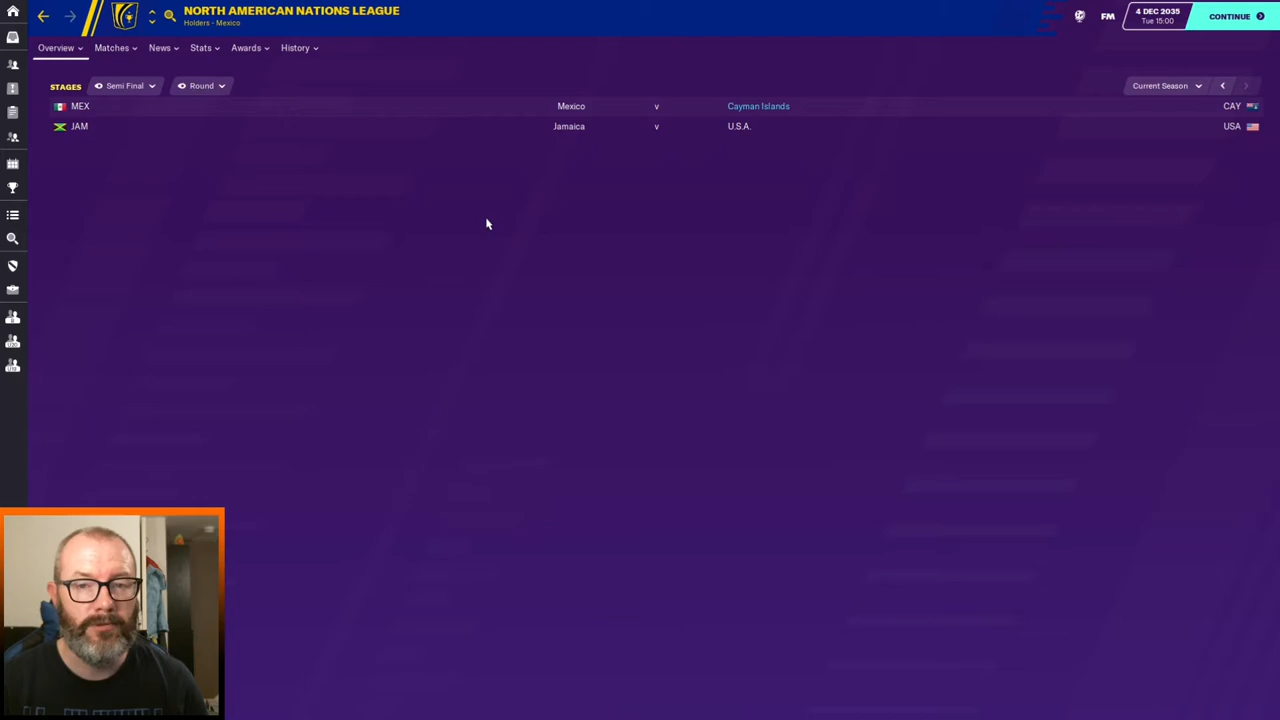 NORTH AMERICAN NATIONS LEAGUE
Holders - Mexico
FM
4 DEC 2035
Tue 15:00
CONTINUE
Overview
Matches
News
Stats
Awards
History
STAGES
Semi Final
Round
Current Season
MEX Mexico v Cayman Islands CAY
JAM Jamaica v U.S.A. USA